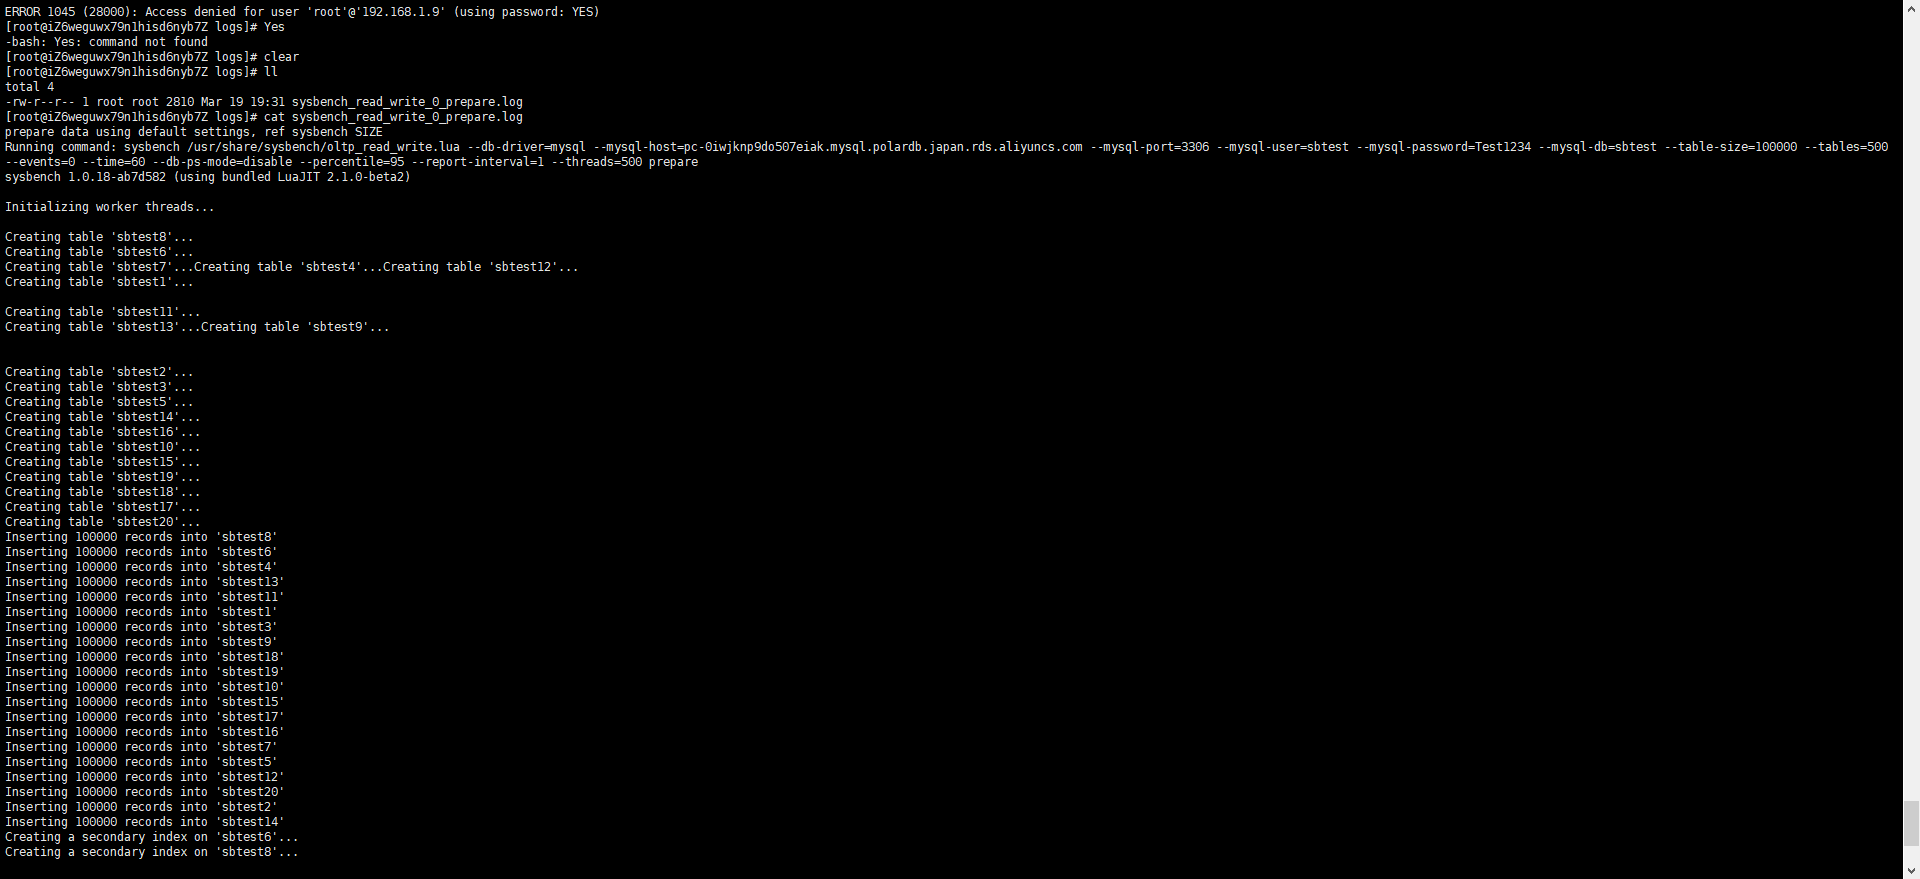 ERROR 1045 (28000): Access denied for user 'root'@'192.168.1.9' (using password: YES)
[root@iZ6weguwx79n1hisd6nyb7Z logs]# Yes
-bash: Yes: command not found
[root@iZ6weguwx79n1hisd6nyb7Z logs]# clear
[root@iZ6weguwx79n1hisd6nyb7Z logs]# ll
total 4
-rw-r--r-- 1 root root 2810 Mar 19 19:31 sysbench_read_write_0_prepare.log
[root@iZ6weguwx79n1hisd6nyb7Z logs]# cat sysbench_read_write_0_prepare.log
prepare data using default settings, ref sysbench SIZE
Running command: sysbench /usr/share/sysbench/oltp_read_write.lua --db-driver=mysql --mysql-host=pc-0iwjknp9do507eiak.mysql.polardb.japan.rds.aliyuncs.com --mysql-port=3306 --mysql-user=sbtest --mysql-password=Test1234 --mysql-db=sbtest --table-size=100000 --tables=500
--events=0 --time=60 --db-ps-mode=disable --percentile=95 --report-interval=1 --threads=500 prepare
sysbench 1.0.18-ab7d582 (using bundled LuaJIT 2.1.0-beta2)
Initializing worker threads...
Creating table 'sbtest8'...
Creating table 'sbtest6'...
Creating table 'sbtest7'...Creating table 'sbtest4'...Creating table 'sbtest12'...
Creating table 'sbtest1'...
Creating table 'sbtest11'...
Creating table 'sbtest13'...Creating table 'sbtest9'...
Creating table 'sbtest2'...
Creating table 'sbtest3'...
Creating table 'sbtest5'...
Creating table 'sbtest14'...
Creating table 'sbtest16'...
Creating table 'sbtest10'...
Creating table 'sbtest15'...
Creating table 'sbtest19'...
Creating table 'sbtest18'...
Creating table 'sbtest17'...
Creating table 'sbtest20'...
Inserting 100000 records into 'sbtest8'
Inserting 100000 records into 'sbtest6'
Inserting 100000 records into 'sbtest4'
Inserting 100000 records into 'sbtest13'
Inserting 100000 records into 'sbtest11'
Inserting 100000 records into 'sbtest1'
Inserting 100000 records into 'sbtest3'
Inserting 100000 records into 'sbtest9'
Inserting 100000 records into 'sbtest18'
Inserting 100000 records into 'sbtest19'
Inserting 100000 records into 'sbtest10'
Inserting 100000 records into 'sbtest15'
Inserting 100000 records into 'sbtest17'
Inserting 100000 records into 'sbtest16'
Inserting 100000 records into 'sbtest7'
Inserting 100000 records into 'sbtest5'
Inserting 100000 records into 'sbtest12'
Inserting 100000 records into 'sbtest20'
Inserting 100000 records into 'sbtest2'
Inserting 100000 records into 'sbtest14'
Creating a secondary index on 'sbtest6'...
Creating a secondary index on 'sbtest8'...